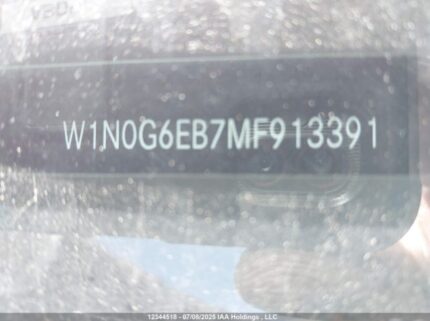 W1N0G6EB7MF913391
12344518 - 07/08/2025 IAA Holdings , LLC